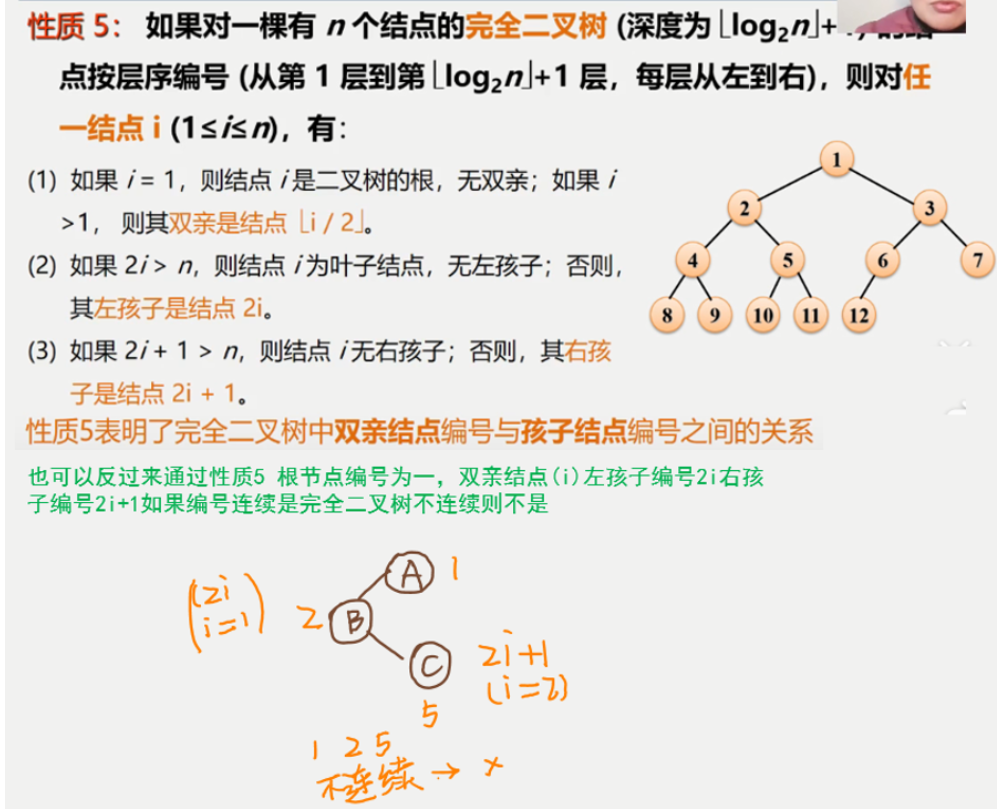 性质 5： 如果对一棵有 n 个结点的完全二叉树 (深度为 ⌊log₂n⌋+
点按层序编号 (从第 1 层到第 ⌊log₂n⌋+1 层，每层从左到右)，则对任
一结点 i (1≤i≤n)，有：
(1) 如果 i = 1，则结点 i 是二叉树的根，无双亲；如果 i
>1， 则其双亲是结点 ⌊i / 2⌋。
(2) 如果 2i > n，则结点 i 为叶子结点，无左孩子；否则，
其左孩子是结点 2i。
(3) 如果 2i + 1 > n，则结点 i 无右孩子；否则，其右孩
子是结点 2i + 1。
1
2 3
4 5 6 7
8 9 10 11 12
性质5表明了完全二叉树中双亲结点编号与孩子结点编号之间的关系
也可以反过来通过性质5 根节点编号为一，双亲结点(i)左孩子编号2i右孩
子编号2i+1如果编号连续是完全二叉树不连续则不是
A 1
(2i
i=1)
2 B
C 2i+1
(i=2)
5
1 2 5
不连续 → ×